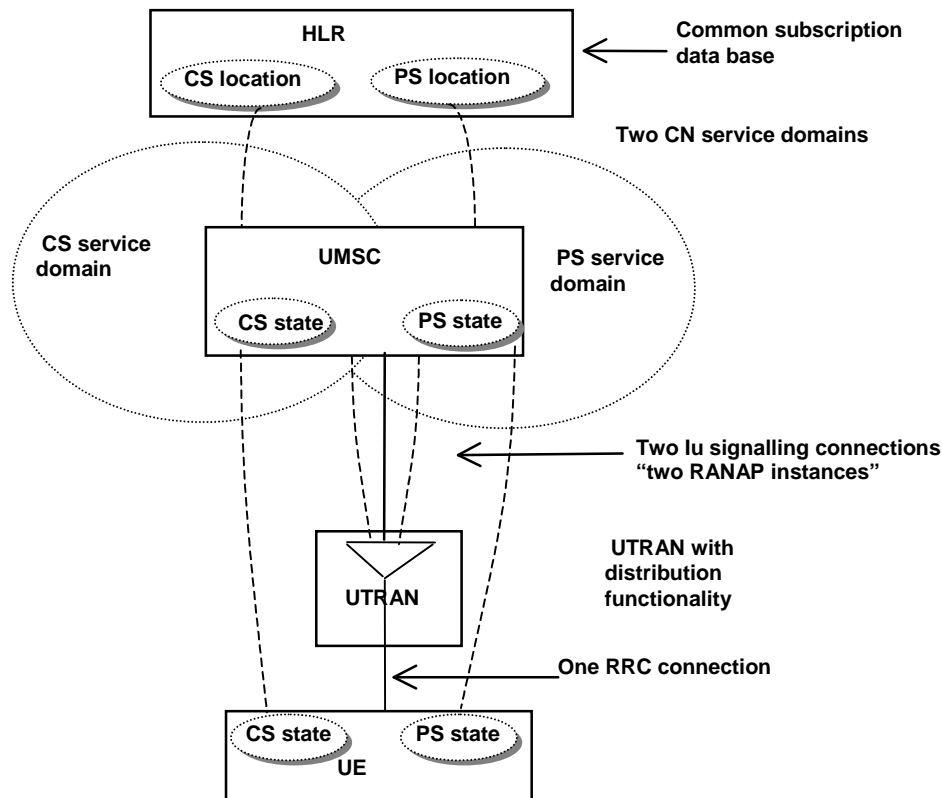 HLR
Common subscription
data base
CS location
PS location
Two CN service domains
CS service
domain
UMSC
PS service
domain
CS state
PS state
Two Iu signalling connections
“two RANAP instances”
UTRAN with
distribution
functionality
UTRAN
One RRC connection
CS state
PS state
UE